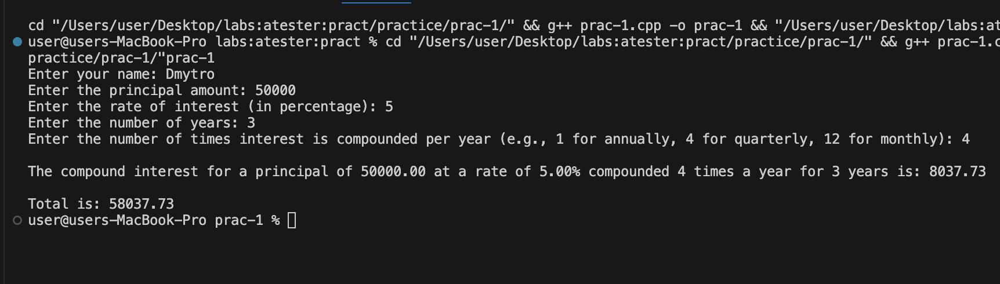 cd "/Users/user/Desktop/labs:atester:pract/practice/prac-1/" && g++ prac-1.cpp -o prac-1 && "/Users/user/Desktop/labs:at
user@users-MacBook-Pro labs:atester:pract % cd "/Users/user/Desktop/labs:atester:pract/practice/prac-1/" && g++ prac-1.c
practice/prac-1/"prac-1
Enter your name: Dmytro
Enter the principal amount: 50000
Enter the rate of interest (in percentage): 5
Enter the number of years: 3
Enter the number of times interest is compounded per year (e.g., 1 for annually, 4 for quarterly, 12 for monthly): 4
The compound interest for a principal of 50000.00 at a rate of 5.00% compounded 4 times a year for 3 years is: 8037.73
Total is: 58037.73
user@users-MacBook-Pro prac-1 %